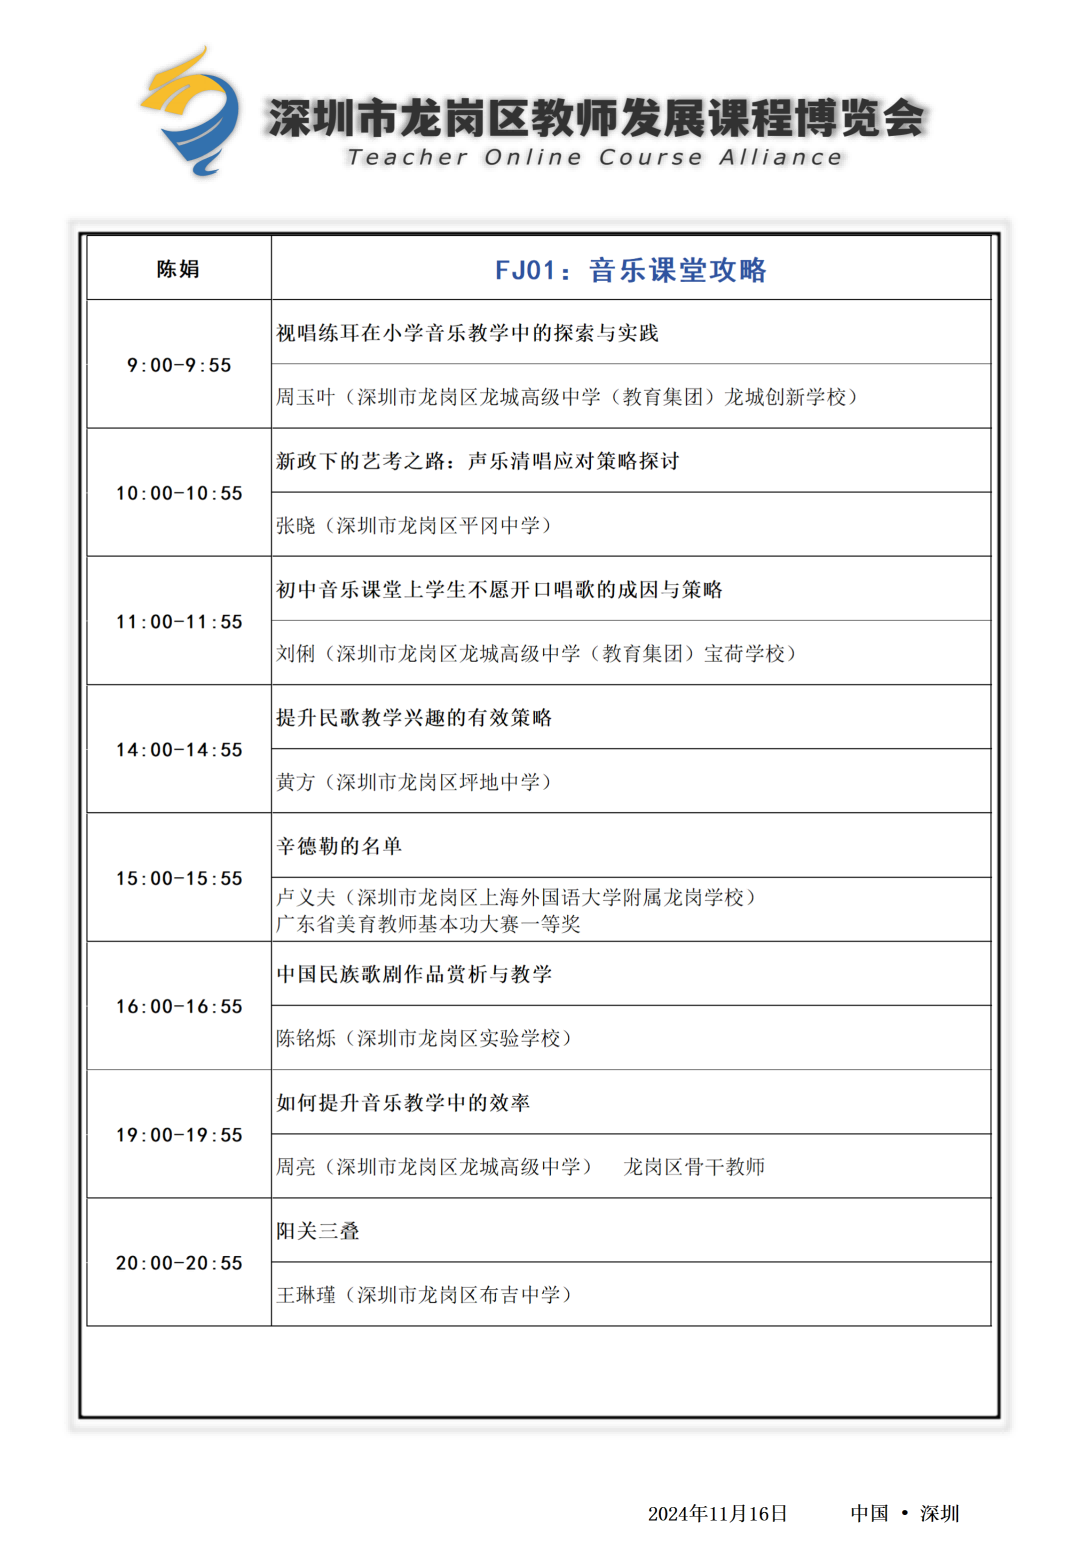 深圳市龙岗区教师发展课程博览会
Teacher Online Course Alliance
陈娟
FJ01：音乐课堂攻略
9:00-9:55
视唱练耳在小学音乐教学中的探索与实践
周玉叶（深圳市龙岗区龙城高级中学（教育集团）龙城创新学校）
10:00-10:55
新政下的艺考之路：声乐清唱应对策略探讨
张晓（深圳市龙岗区平冈中学）
11:00-11:55
初中音乐课堂上学生不愿开口唱歌的成因与策略
刘俐（深圳市龙岗区龙城高级中学（教育集团）宝荷学校）
14:00-14:55
提升民歌教学兴趣的有效策略
黄方（深圳市龙岗区坪地中学）
15:00-15:55
辛德勒的名单
卢义夫（深圳市龙岗区上海外国语大学附属龙岗学校）
广东省美育教师基本功大赛一等奖
16:00-16:55
中国民族歌剧作品赏析与教学
陈铭烁（深圳市龙岗区实验学校）
19:00-19:55
如何提升音乐教学中的效率
周亮（深圳市龙岗区龙城高级中学） 龙岗区骨干教师
20:00-20:55
阳关三叠
王琳瑾（深圳市龙岗区布吉中学）
2024年11月16日 中国 • 深圳